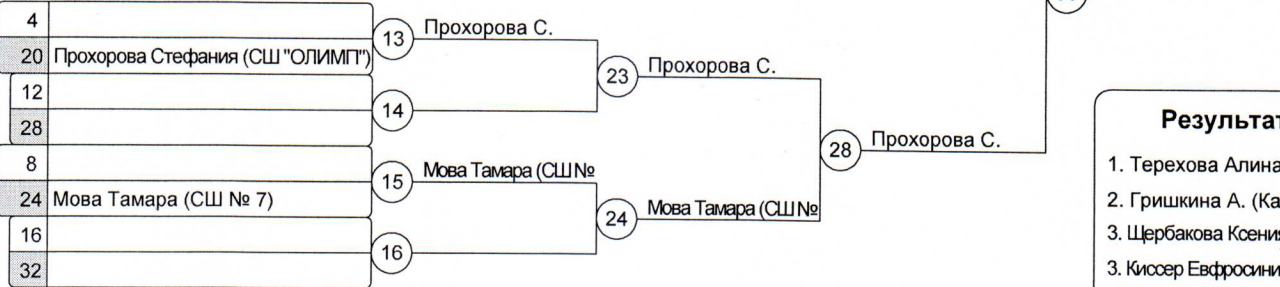 4
13 Прохорова С.
20 Прохорова Стефания (СШ "ОЛИМП")
23 Прохорова С.
12
14
28
28 Прохорова С.
8
15 Мова Тамара (СШ №
24 Мова Тамара (СШ № 7)
24 Мова Тамара (СШ №
16
16
32
Результат
1. Терехова Алина
2. Гришкина А. (Ка
3. Щербакова Ксения
3. Киссер Евфросини